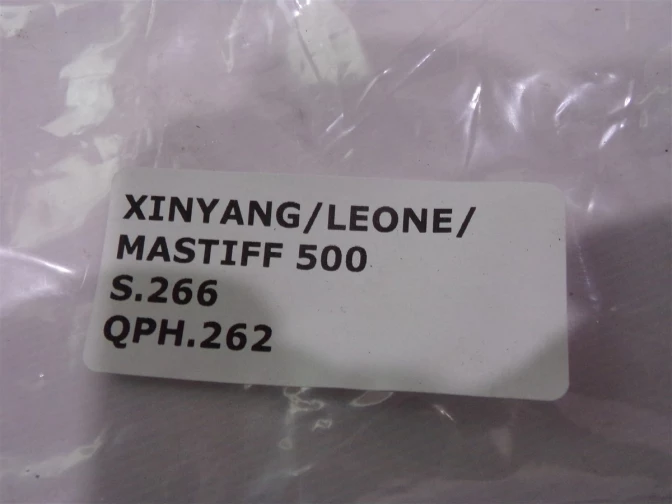 XINYANG/LEONE/
MASTIFF 500
S.266
QPH.262